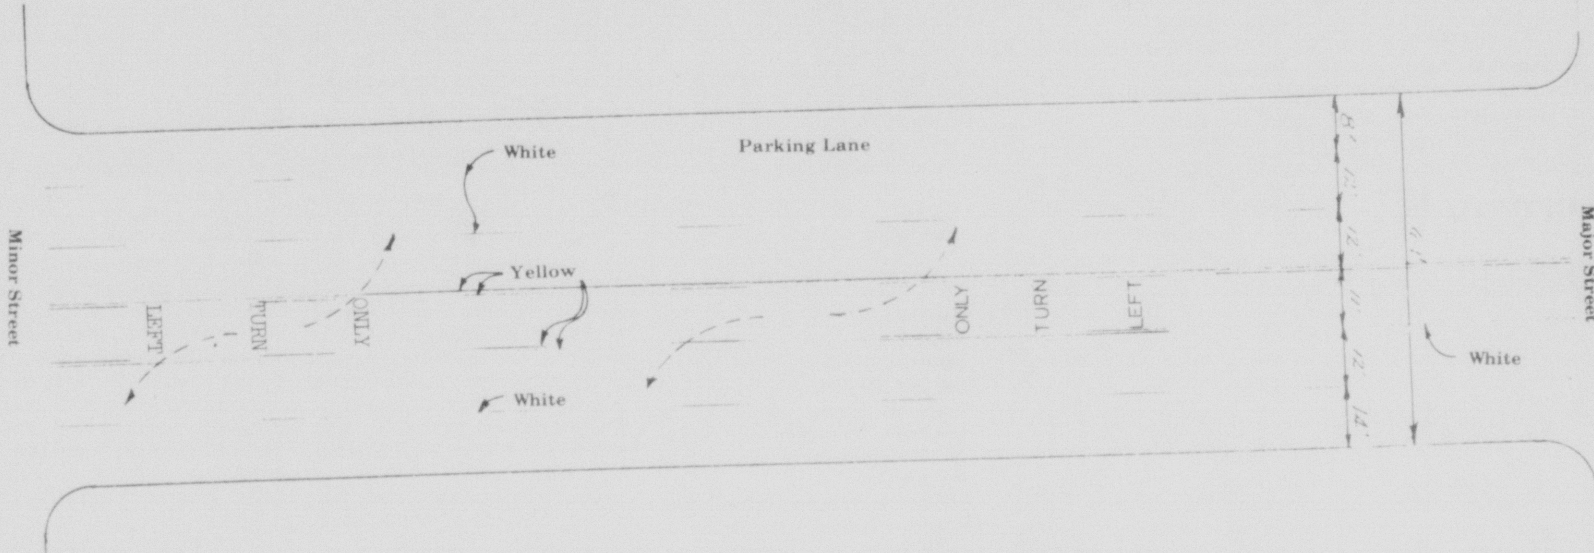 White
Parking Lane
8'
12'
12'
11'
12'
14'
Minor Street
Major Street
Yellow
LEFT
TURN
ONLY
ONLY
TURN
LEFT
White
White